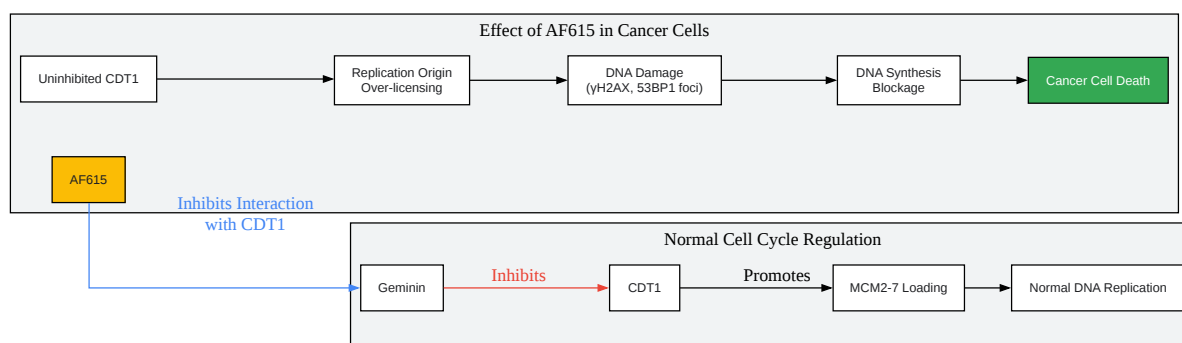 Effect of AF615 in Cancer Cells
Uninhibited CDT1
Replication Origin
Over-licensing
DNA Damage
(γH2AX, 53BP1 foci)
DNA Synthesis
Blockage
Cancer Cell Death
AF615
Inhibits Interaction
with CDT1
Normal Cell Cycle Regulation
Geminin
Inhibits
CDT1
Promotes
MCM2-7 Loading
Normal DNA Replication